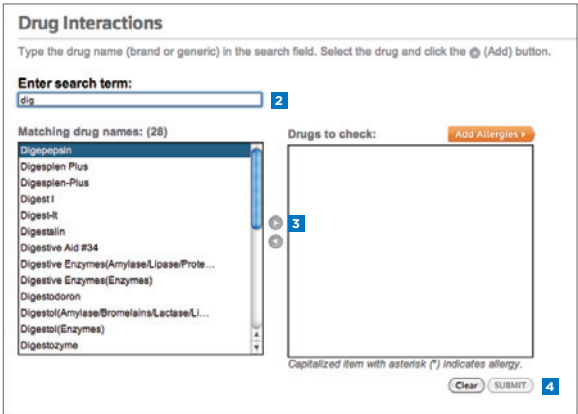 Drug Interactions
Type the drug name (brand or generic) in the search field. Select the drug and click the (Add) button.
Enter search term:
dig
2
Matching drug names: (28)
Drugs to check:
Add Allergies
Digepepsin
Digesplen Plus
Digesplen-Plus
Digest I
Digest-It
Digestalin
Digestive Aid #34
Digestive Enzymes(Amylase/Lipase/Prote...
Digestive Enzymes(Enzymes)
Digestodoron
Digestol(Amylase/Bromelains/Lactase/Li...
Digestol(Enzymes)
Digestozyme
3
Capitalized item with asterisk (*) indicates allergy.
Clear
SUBMIT
4